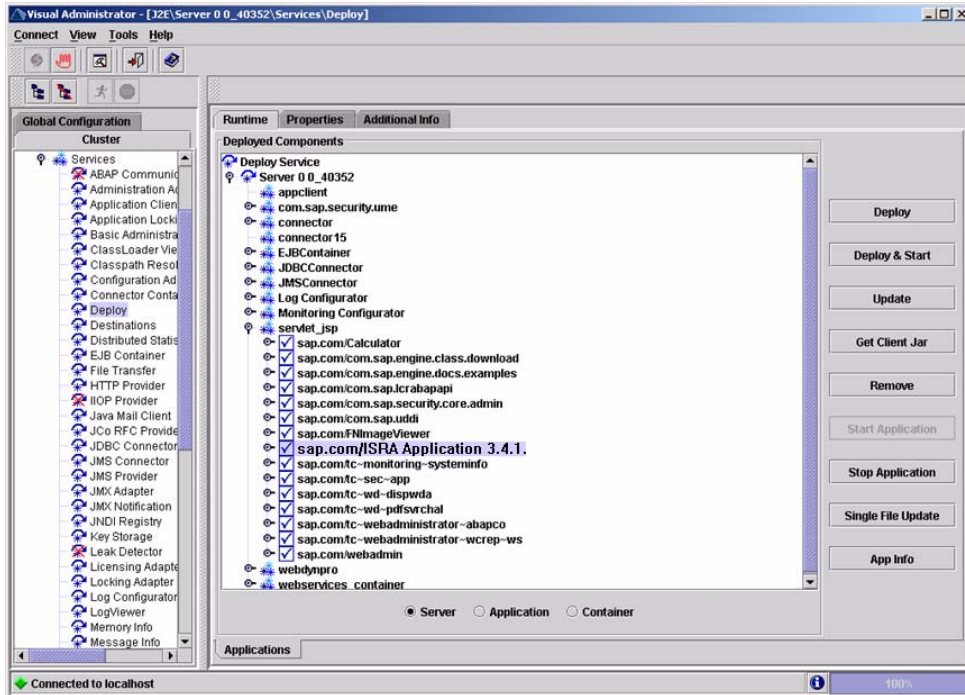 Visual Administrator - [J2E\Server 0 0_40352\Services\Deploy]
Connect View Tools Help
Global Configuration
Cluster
Services
ABAP Communic
Administration Ad
Application Clien
Application Locki
Basic Administra
ClassLoader Vie
Classpath Resol
Configuration Ad
Connector Conta
Deploy
Destinations
Distributed Statis
EJB Container
File Transfer
HTTP Provider
IIOP Provider
Java Mail Client
JCo RFC Provide
JDBC Connector
JMS Connector
JMS Provider
JMX Adapter
JMX Notification
JNDI Registry
Key Storage
Leak Detector
Licensing Adapte
Locking Adapter
Log Configurator
LogViewer
Memory Info
Message Info
Runtime Properties Additional Info
Deployed Components
Deploy Service
Server 0 0_40352
appclient
com.sap.security.ume
connector
connector15
EJBContainer
JDBCConnector
JMSConnector
Log Configurator
Monitoring Configurator
servlet_jsp
sap.com/Calculator
sap.com/com.sap.engine.class.download
sap.com/com.sap.engine.docs.examples
sap.com/com.sap.lcrabapapi
sap.com/com.sap.security.core.admin
sap.com/com.sap.uddi
sap.com/FNImageViewer
sap.com/ISRA Application 3.4.1.
sap.com/tc~monitoring~systeminfo
sap.com/tc~sec~app
sap.com/tc~wd~dispwda
sap.com/tc~wd~pdfsvrchal
sap.com/tc~webadministrator~abapco
sap.com/tc~webadministrator~wcrep~ws
sap.com/webadmin
webdynpro
webservices_container
Server Application Container
Applications
Deploy
Deploy & Start
Update
Get Client Jar
Remove
Start Application
Stop Application
Single File Update
App Info
Connected to localhost
100%